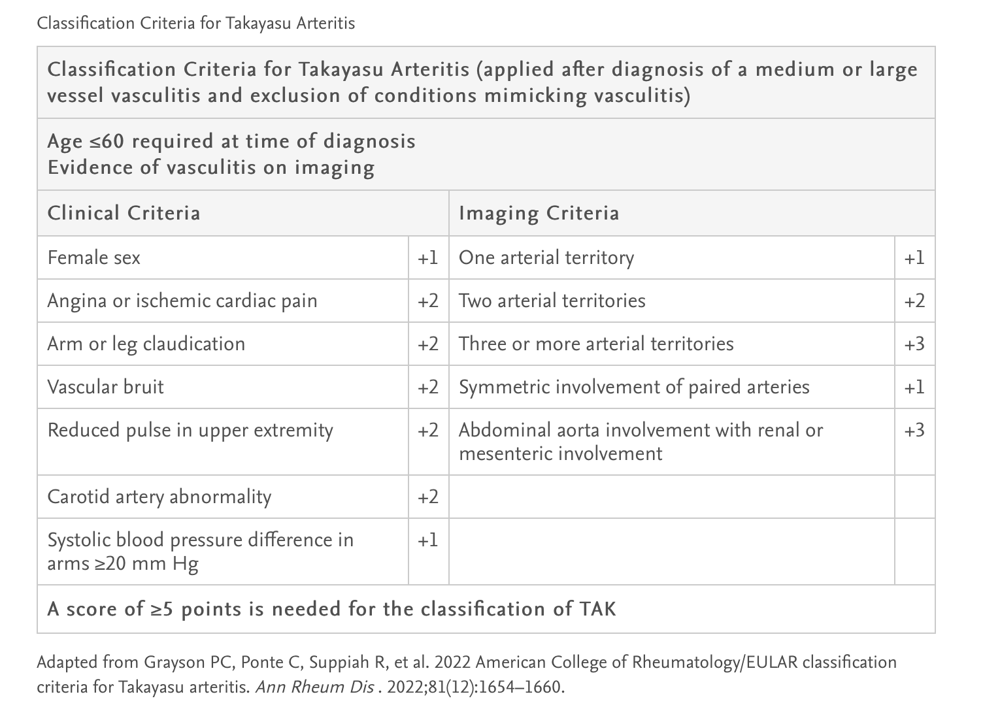 Classification Criteria for Takayasu Arteritis
Classification Criteria for Takayasu Arteritis (applied after diagnosis of a medium or large
vessel vasculitis and exclusion of conditions mimicking vasculitis)
Age ≤60 required at time of diagnosis
Evidence of vasculitis on imaging
Clinical Criteria Imaging Criteria
Female sex +1 One arterial territory +1
Angina or ischemic cardiac pain +2 Two arterial territories +2
Arm or leg claudication +2 Three or more arterial territories +3
Vascular bruit +2 Symmetric involvement of paired arteries +1
Reduced pulse in upper extremity +2 Abdominal aorta involvement with renal or +3
mesenteric involvement
Carotid artery abnormality +2
Systolic blood pressure difference in +1
arms ≥20 mm Hg
A score of ≥5 points is needed for the classification of TAK
Adapted from Grayson PC, Ponte C, Suppiah R, et al. 2022 American College of Rheumatology/EULAR classification
criteria for Takayasu arteritis. Ann Rheum Dis . 2022;81(12):1654–1660.